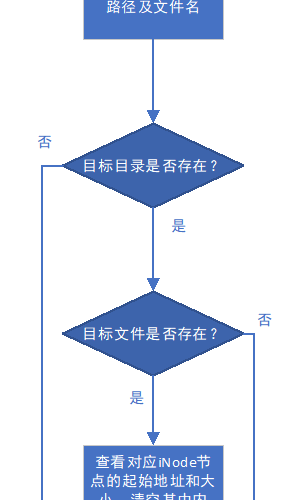 路径及文件名
否
目标目录是否存在？
是
目标文件是否存在？
否
是
查看对应iNode节
点的起始地址和大
小，清空其中内